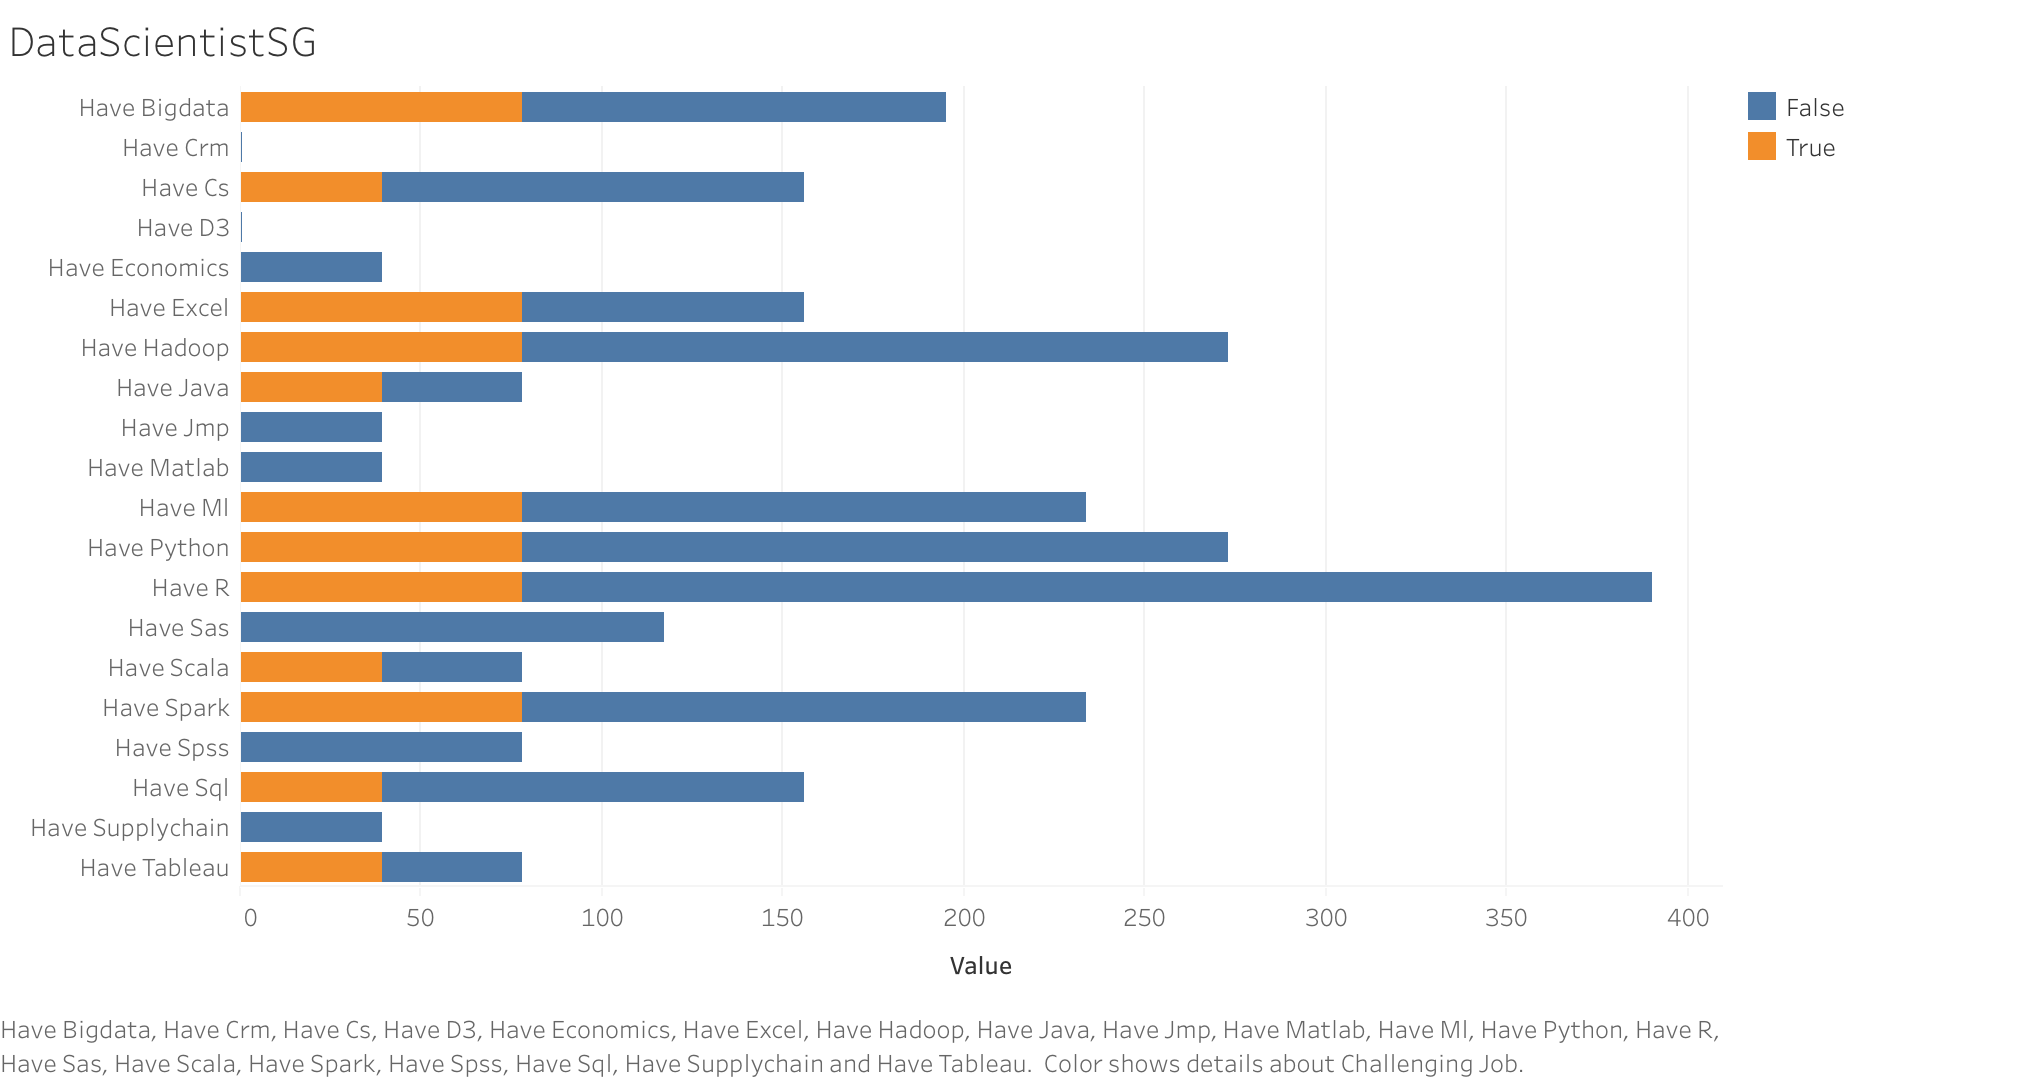 DataScientistSG
Have Bigdata
False
Have Crm
True
Have Cs
Have D3
Have Economics
Have Excel
Have Hadoop
Have Java
Have Jmp
Have Matlab
Have Ml
Have Python
Have R
Have Sas
Have Scala
Have Spark
Have Spss
Have Sql
Have Supplychain
Have Tableau
0 50 100 150 200 250 300 350 400
Value
Have Bigdata, Have Crm, Have Cs, Have D3, Have Economics, Have Excel, Have Hadoop, Have Java, Have Jmp, Have Matlab, Have Ml, Have Python, Have R,
Have Sas, Have Scala, Have Spark, Have Spss, Have Sql, Have Supplychain and Have Tableau.  Color shows details about Challenging Job.